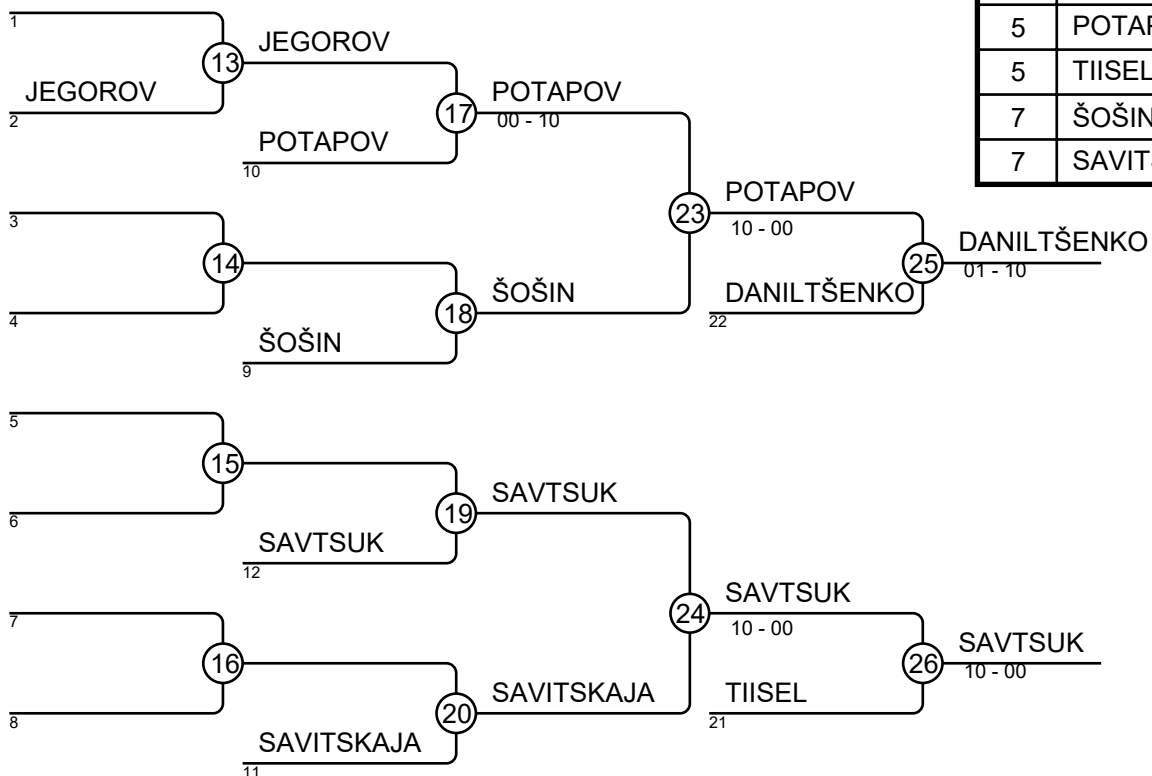 1
13
JEGOROV
JEGOROV
2
17
POTAPOV
00 - 10
POTAPOV
10
3
14
4
18
ŠOŠIN
ŠOŠIN
9
23
POTAPOV
10 - 00
25
DANILTŠENKO
01 - 10
DANILTŠENKO
22
5
15
6
19
SAVTSUK
SAVTSUK
12
7
16
8
20
SAVITSKAJA
SAVITSKAJA
11
24
SAVTSUK
10 - 00
26
SAVTSUK
10 - 00
TIISEL
21
5
5 TIISEL
7 ŠOŠIN
7